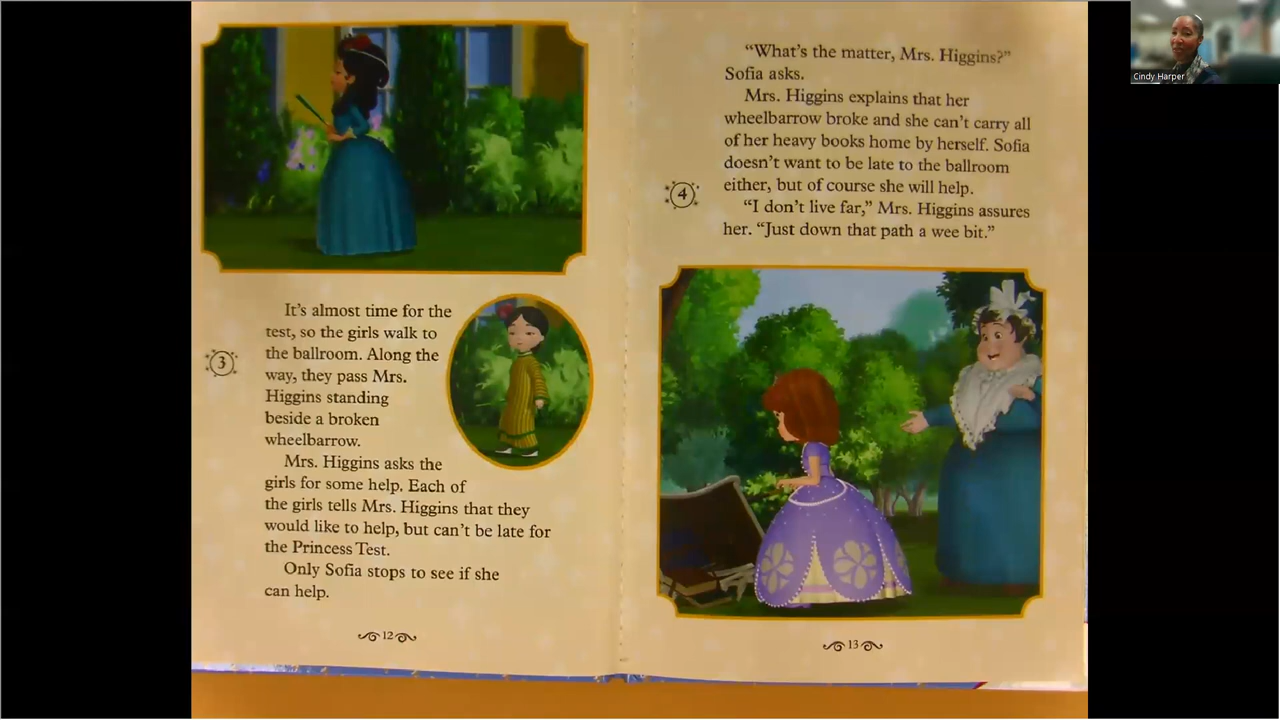 It's almost time for the
test, so the girls walk to
the ballroom. Along the
way, they pass Mrs.
Higgins standing
beside a broken
wheelbarrow.
Mrs. Higgins asks the
girls for some help. Each of
the girls tells Mrs. Higgins that they
would like to help, but can't be late for
the Princess Test.
Only Sofia stops to see if she
can help.
3
12
"What's the matter, Mrs. Higgins?"
Sofia asks.
Mrs. Higgins explains that her
wheelbarrow broke and she can't carry all
of her heavy books home by herself. Sofia
doesn't want to be late to the ballroom
either, but of course she will help.
"I don't live far," Mrs. Higgins assures
her. "Just down that path a wee bit."
4
13
Cindy Harper